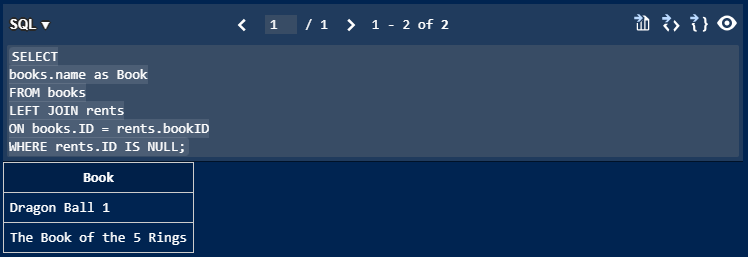 SQL ▼ 1 / 1 1 - 2 of 2
SELECT
books.name as Book
FROM books
LEFT JOIN rents
ON books.ID = rents.bookID
WHERE rents.ID IS NULL;
Book
Dragon Ball 1
The Book of the 5 Rings